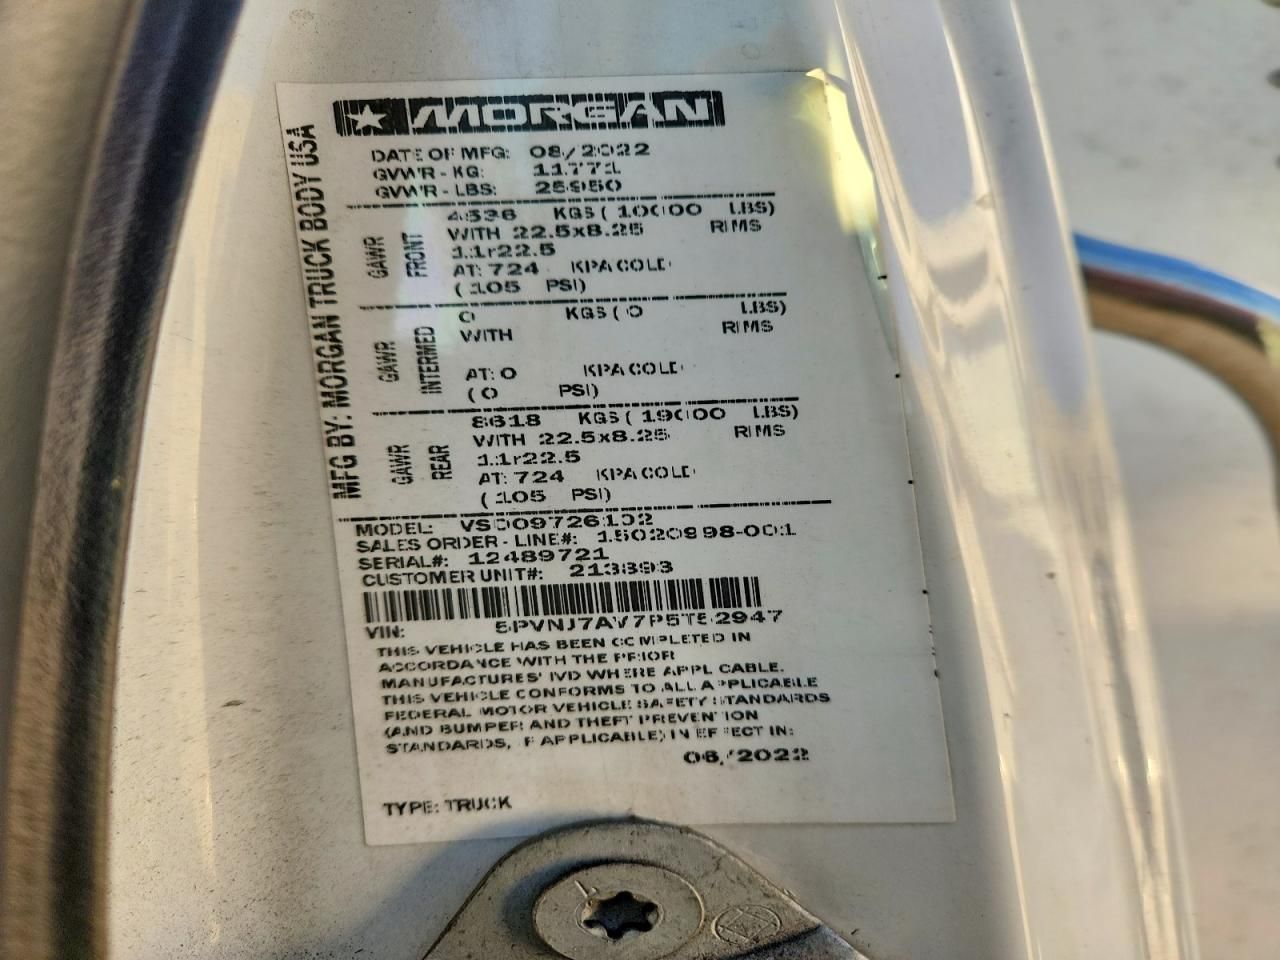 MORGAN
MFG BY: MORGAN TRUCK BODY USA
DATE OF MFG: 08/2022
GVWR - KG: 11771
GVWR - LBS: 25950
GAWR FRONT
4536 KGS (10000 LBS)
WITH 22.5x8.25 RIMS
11r22.5
AT: 724 KPA COLD
(105 PSI)
GAWR INTERMED
0 KGS (0 LBS)
WITH RIMS
AT: 0 KPA COLD
(0 PSI)
GAWR REAR
8618 KGS (19000 LBS)
WITH 22.5x8.25 RIMS
11r22.5
AT: 724 KPA COLD
(105 PSI)
MODEL: VSD09726102
SALES ORDER - LINE#: 15020998-001
SERIAL#: 12489721
CUSTOMER UNIT#: 213393
VIN: 5PVNJ7AV7P5T52947
THIS VEHICLE HAS BEEN COMPLETED IN
ACCORDANCE WITH THE PRIOR
MANUFACTURES' IVD WHERE APPLICABLE.
THIS VEHICLE CONFORMS TO ALL APPLICABLE
FEDERAL MOTOR VEHICLE SAFETY STANDARDS
(AND BUMPER AND THEFT PREVENTION
STANDARDS, IF APPLICABLE) IN EFFECT IN:
06/2022
TYPE: TRUCK